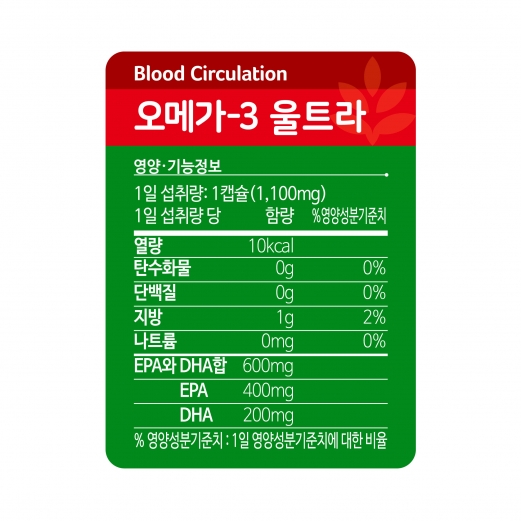 Blood Circulation
오메가-3 울트라
영양·기능정보
1일 섭취량: 1캡슐(1,100mg)
1일 섭취량 당 함량 %영양성분기준치
열량 10kcal
탄수화물 0g 0%
단백질 0g 0%
지방 1g 2%
나트륨 0mg 0%
EPA와 DHA합 600mg
EPA 400mg
DHA 200mg
% 영양성분기준치 : 1일 영양성분기준치에 대한 비율